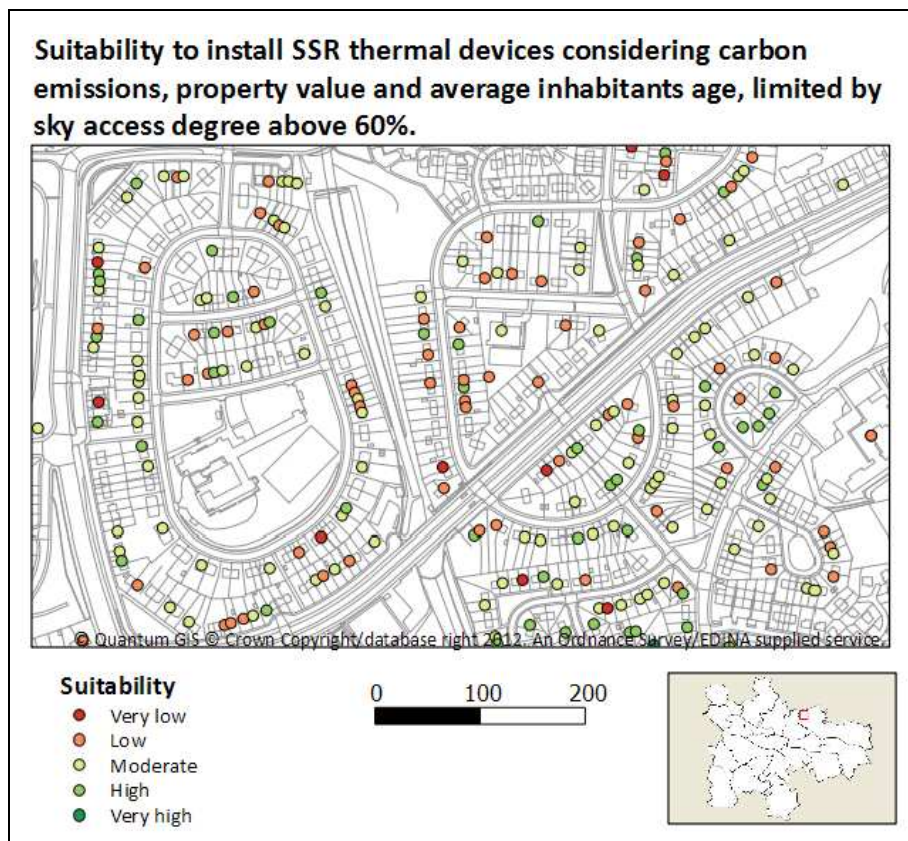 Suitability to install SSR thermal devices considering carbon
emissions, property value and average inhabitants age, limited by
sky access degree above 60%.
© Quantum GIS © Crown Copyright/database right 2012. An Ordnance Survey/EDINA supplied service.
Suitability
Very low
Low
Moderate
High
Very high
0 100 200